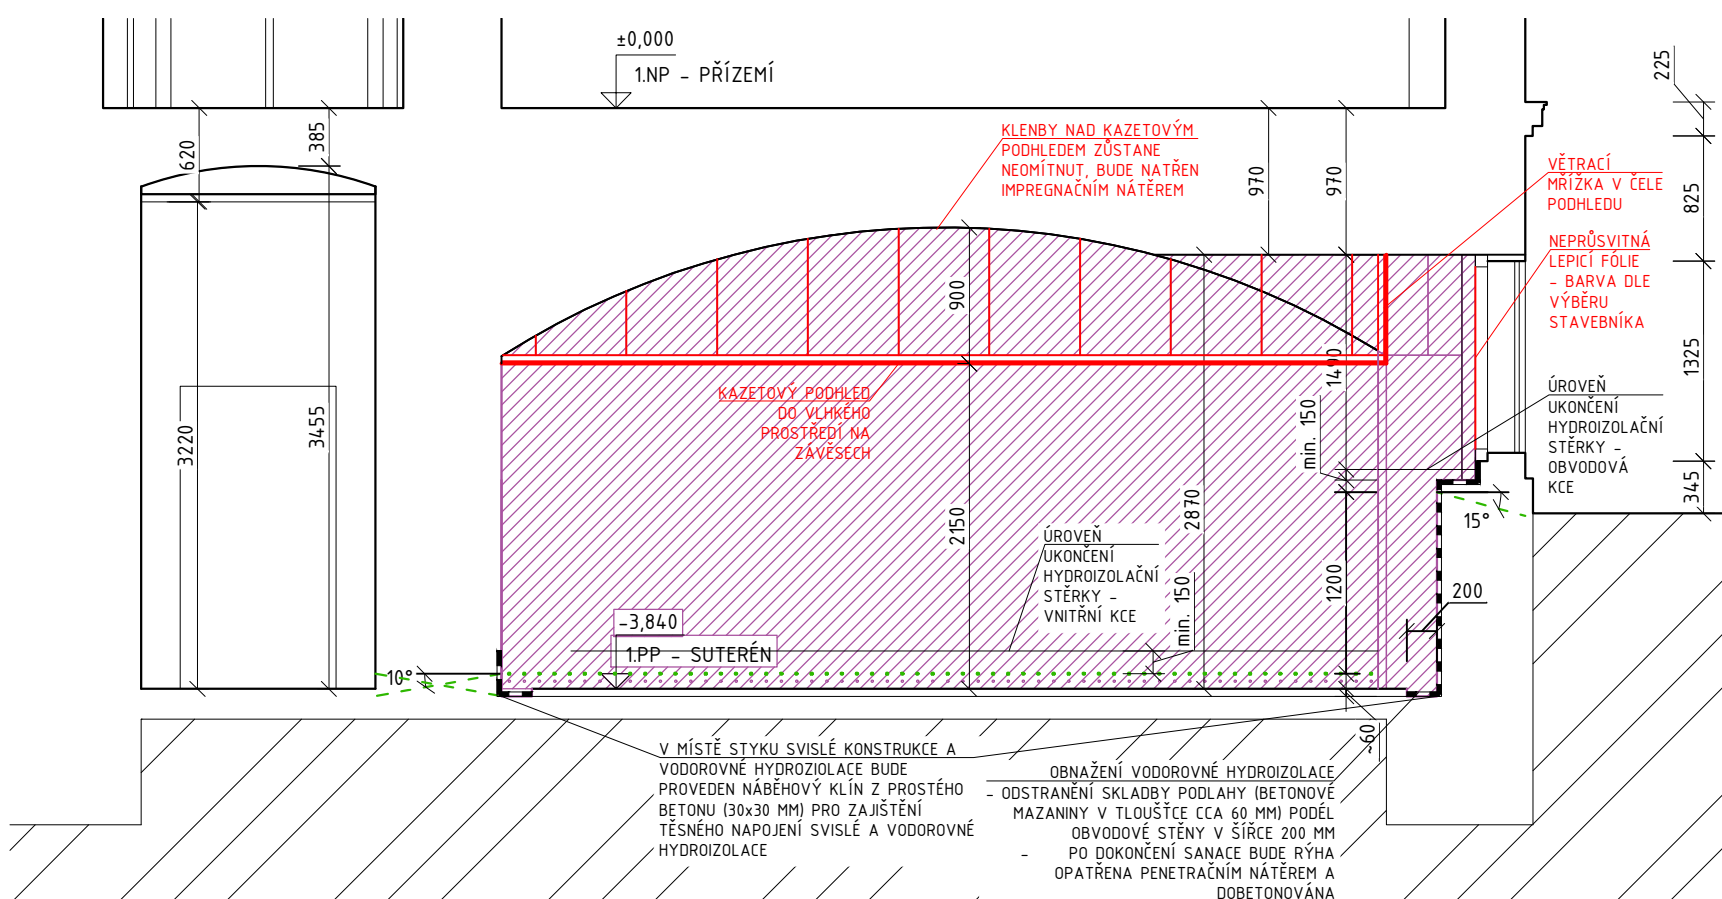 ±0,000
1.NP - PŘÍZEMÍ
225
385
620
KLENBY NAD KAZETOVÝM
PODHLEDEM ZŮSTANE
NEOMÍTNUT, BUDE NATŘEN
IMPREGNAČNÍM NÁTĚREM
970
970
VĚTRACÍ
MŘÍŽKA V ČELE
PODHLEDU
825
NEPRŮSVITNÁ
LEPICÍ FÓLIE
- BARVA DLE
VÝBĚRU
STAVEBNÍKA
900
1490
1325
KAZETOVÝ PODHLED
DO VLHKÉHO
PROSTŘEDÍ NA
ZÁVĚSECH
ÚROVEŇ
UKONČENÍ
HYDROIZOLAČNÍ
STĚRKY -
OBVODOVÁ
KCE
3220
3455
min. 150
345
15°
2150
2870
ÚROVEŇ
UKONČENÍ
HYDROIZOLAČNÍ
STĚRKY -
VNITŘNÍ KCE
min. 150
1200
200
-3,840
1.PP - SUTERÉN
10°
~60
V MÍSTĚ STYKU SVISLÉ KONSTRUKCE A
VODOROVNÉ HYDROZIOLACE BUDE
PROVEDEN NÁBĚHOVÝ KLÍN Z PROSTÉHO
BETONU (30x30 MM) PRO ZAJIŠTĚNÍ
TĚSNÉHO NAPOJENÍ SVISLÉ A VODOROVNÉ
HYDROIZOLACE
OBNAŽENÍ VODOROVNÉ HYDROIZOLACE
- ODSTRANĚNÍ SKLADBY PODLAHY (BETONOVÉ
MAZANINY V TLOUŠŤCE CCA 60 MM) PODÉL
OBVODOVÉ STĚNY V ŠÍŘCE 200 MM
- PO DOKONČENÍ SANACE BUDE RÝHA
OPATŘENA PENETRAČNÍM NÁTĚREM A
DOBETONOVÁNA